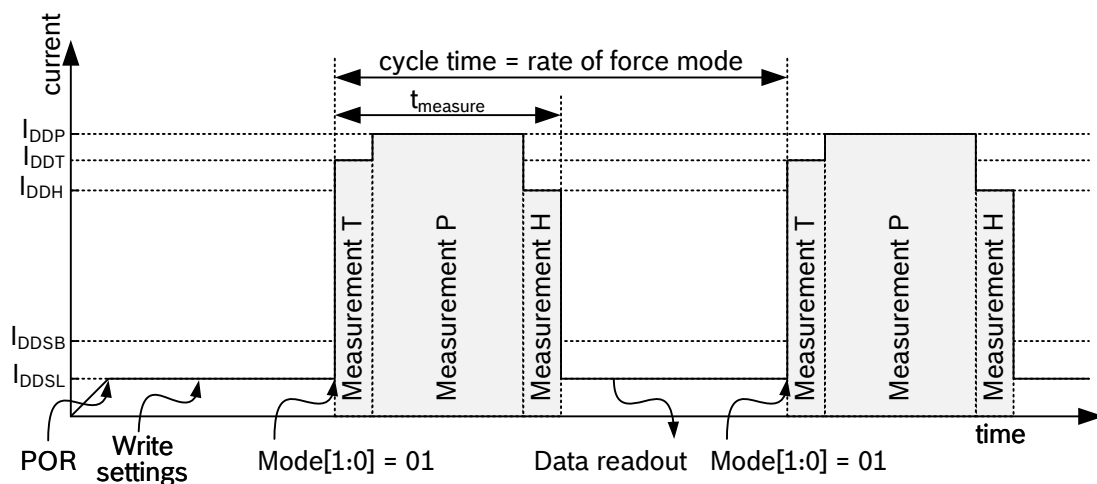 current
cycle time = rate of force mode
tmeasure
IDDP
IDDT
IDDH
IDDSB
IDDSL
Measurement T
Measurement P
Measurement H
Measurement T
Measurement P
Measurement H
time
POR
Write
settings
Mode[1:0] = 01
Data readout
Mode[1:0] = 01